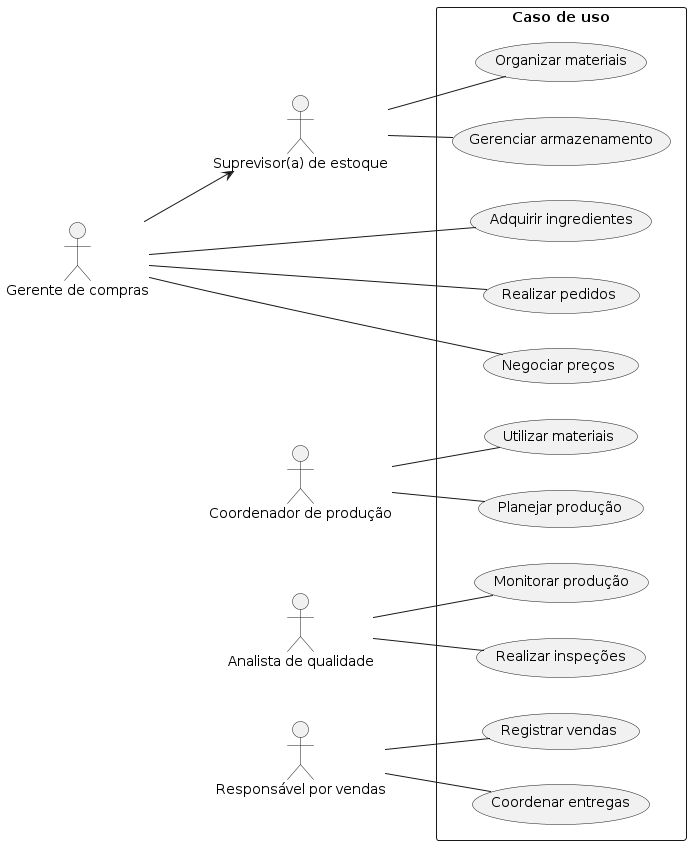 Caso de uso
Organizar materiais
Gerenciar armazenamento
Suprevisor(a) de estoque
Adquirir ingredientes
Gerente de compras
Realizar pedidos
Negociar preços
Utilizar materiais
Planejar produção
Coordenador de produção
Monitorar produção
Realizar inspeções
Analista de qualidade
Registrar vendas
Responsável por vendas
Coordenar entregas